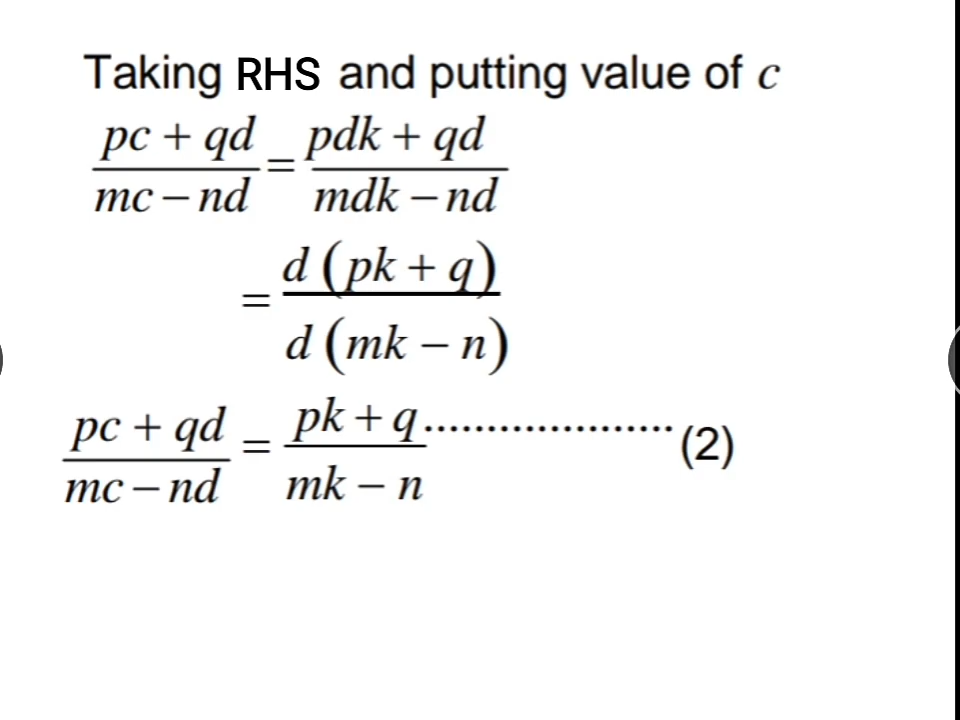 Taking RHS and putting value of c
pc + qd / mc − nd = pdk + qd / mdk − nd
= d (pk + q) / d (mk − n)
pc + qd / mc − nd = pk + q / mk − n .................... (2)